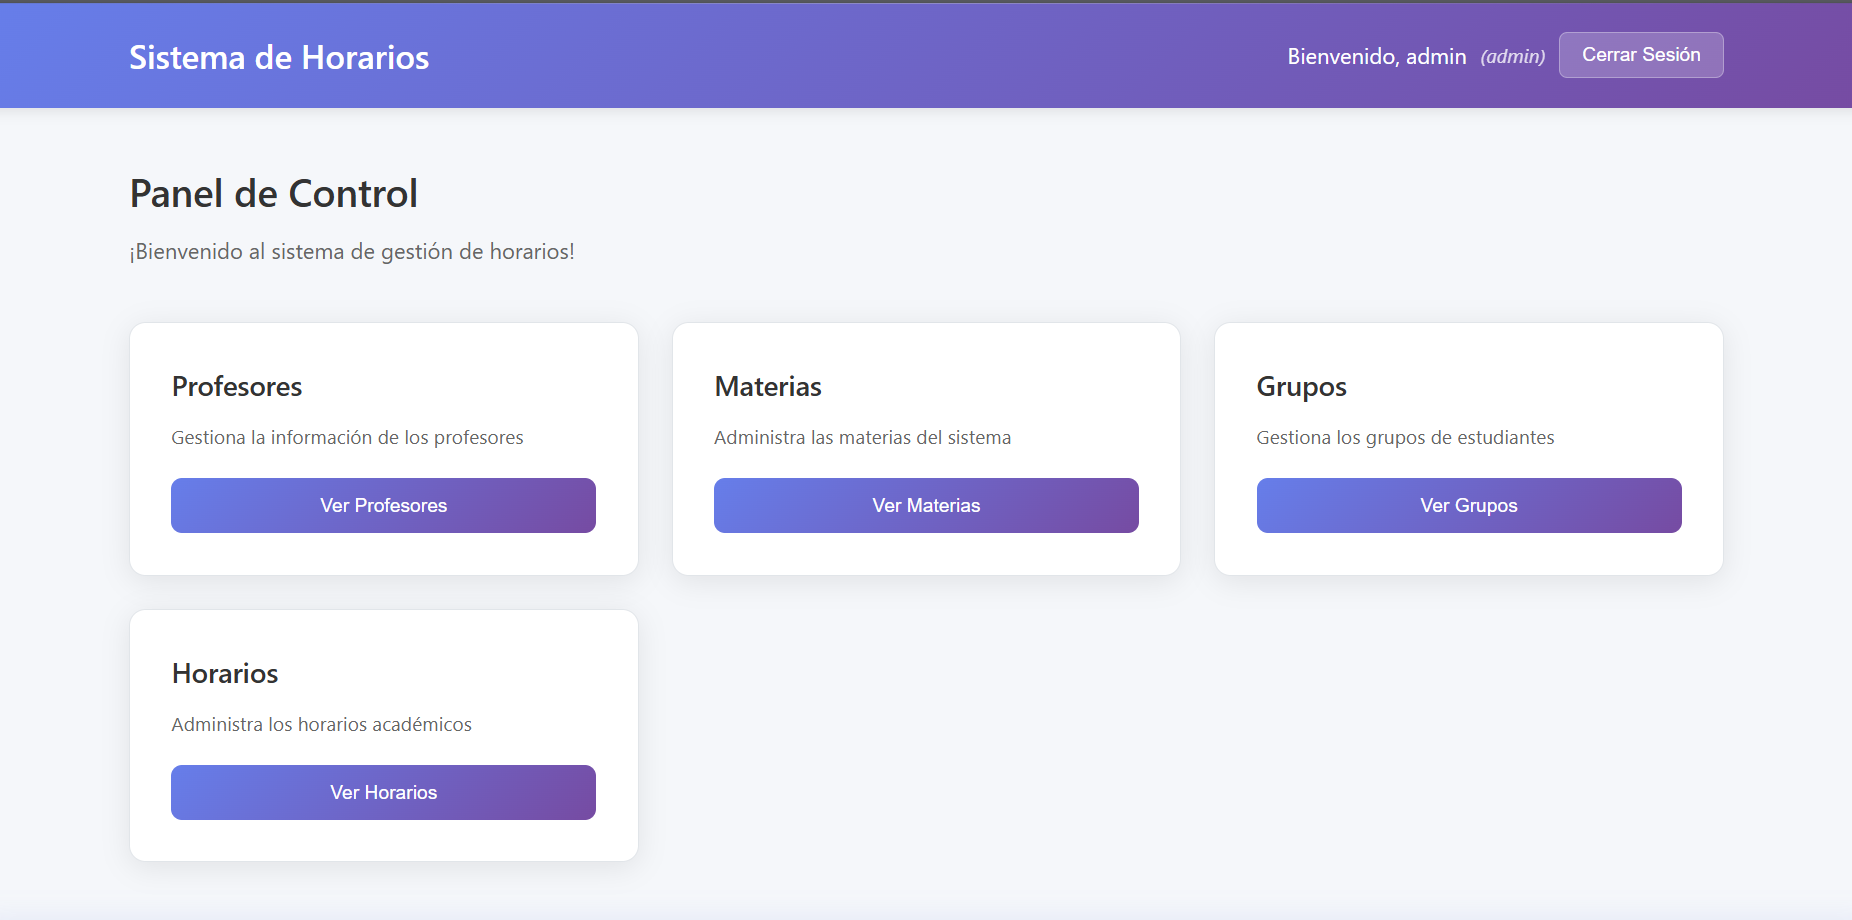 Sistema de Horarios
Bienvenido, admin (admin) Cerrar Sesión
Panel de Control
¡Bienvenido al sistema de gestión de horarios!
Profesores
Gestiona la información de los profesores
Ver Profesores
Materias
Administra las materias del sistema
Ver Materias
Grupos
Gestiona los grupos de estudiantes
Ver Grupos
Horarios
Administra los horarios académicos
Ver Horarios